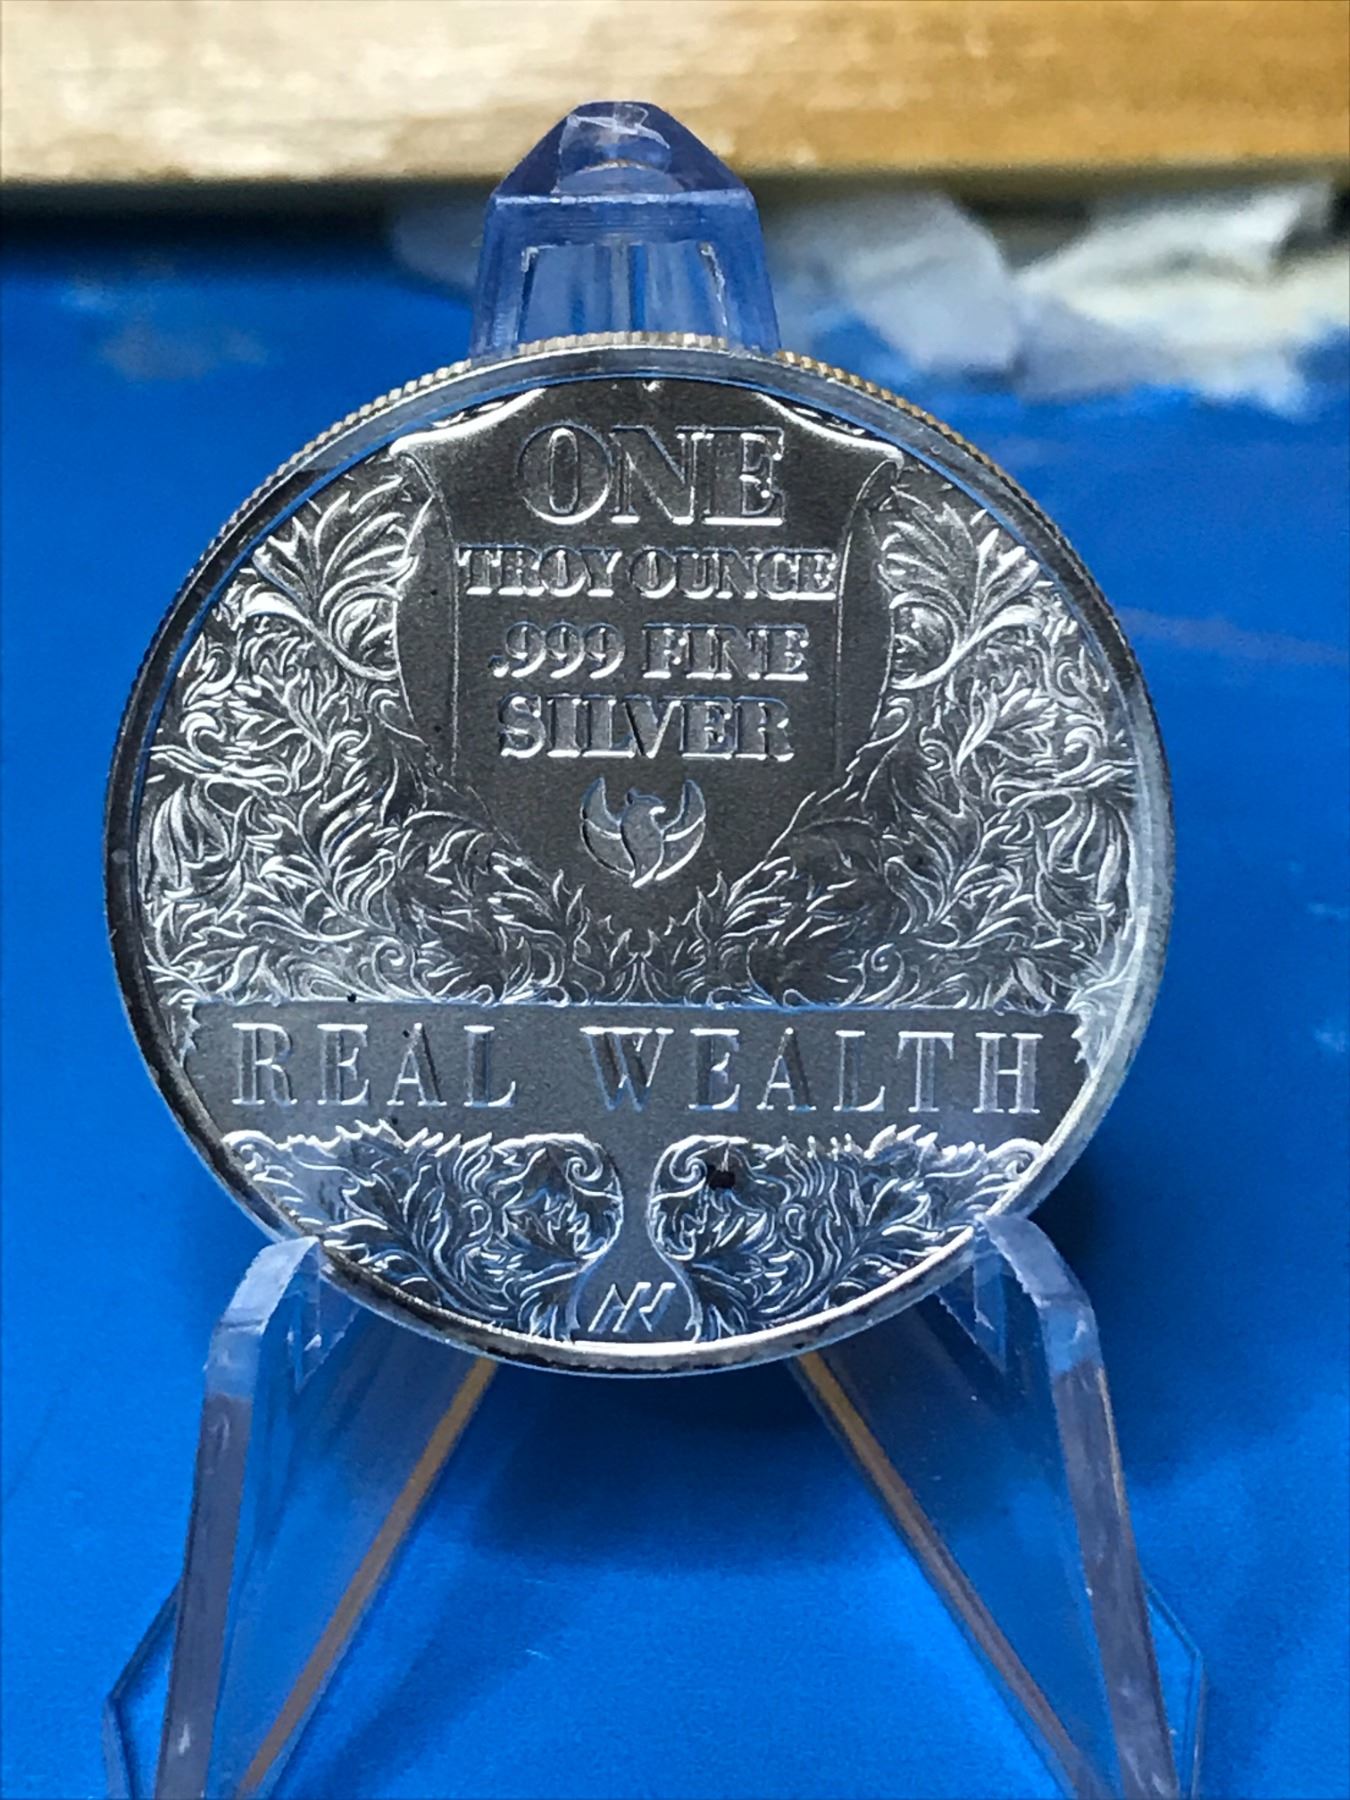 ONE
TROY OUNCE
.999 FINE
SILVER
REAL WEALTH